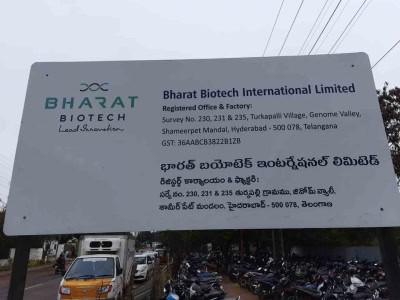 BHARAT
BIOTECH
Lead Innovation
Bharat Biotech International Limited
Registered Office & Factory:
Survey No. 230, 231 & 235, Turkapalli Village, Genome Valley,
Shameerpet Mandal, Hyderabad - 500 078, Telangana
GST: 36AABCB3822B1ZB
భారత్ బయోటెక్ ఇంటర్నేషనల్ లిమిటెడ్
రిజిస్టర్డ్ కార్యాలయం & ఫ్యాక్టరి:
సర్వే నం. 230, 231 & 235 తుర్కపల్లి గ్రామము, జీనోమ్ వ్యాలీ,
శామీర్ పేట్ మండలం, హైదరాబాద్ - 500 078, తెలంగాణ